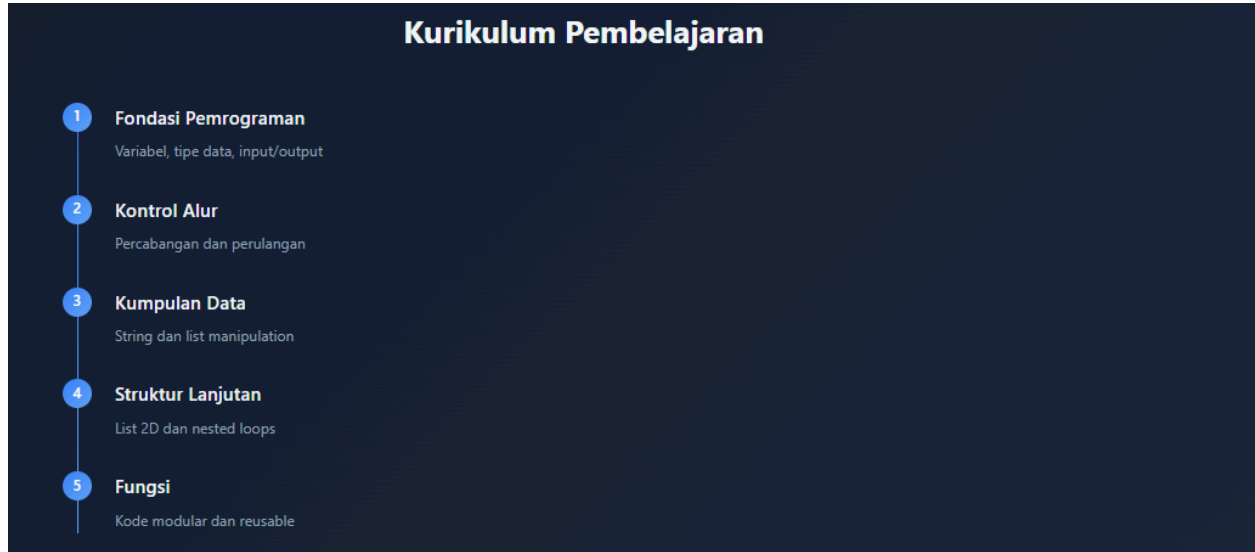 Kurikulum Pembelajaran
1
Fondasi Pemrograman
Variabel, tipe data, input/output
2
Kontrol Alur
Percabangan dan perulangan
3
Kumpulan Data
String dan list manipulation
4
Struktur Lanjutan
List 2D dan nested loops
5
Fungsi
Kode modular dan reusable